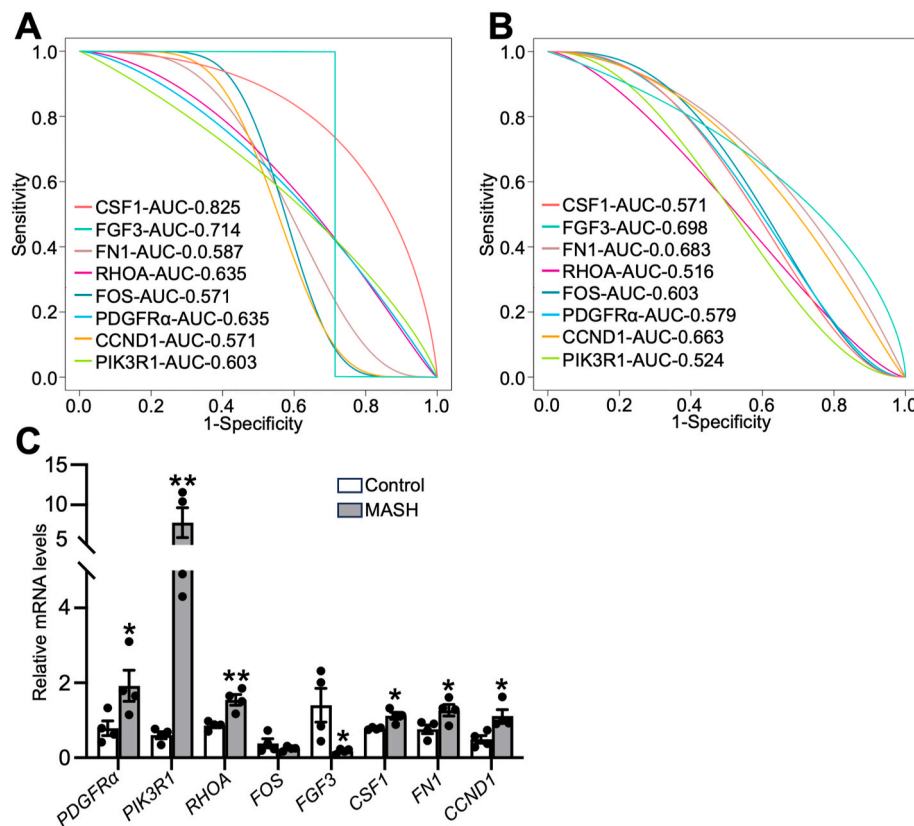 A
1.0
0.8
0.6
0.4
0.2
0.0
Sensitivity
CSF1-AUC-0.825
FGF3-AUC-0.714
FN1-AUC-0.0.587
RHOA-AUC-0.635
FOS-AUC-0.571
PDGFRα-AUC-0.635
CCND1-AUC-0.571
PIK3R1-AUC-0.603
0.0 0.2 0.4 0.6 0.8 1.0
1-Specificity
B
1.0
0.8
0.6
0.4
0.2
0.0
Sensitivity
CSF1-AUC-0.571
FGF3-AUC-0.698
FN1-AUC-0.0.683
RHOA-AUC-0.516
FOS-AUC-0.603
PDGFRα-AUC-0.579
CCND1-AUC-0.663
PIK3R1-AUC-0.524
0.0 0.2 0.4 0.6 0.8 1.0
1-Specificity
C
15
10
5
4
2
0
Relative mRNA levels
Control
MASH
* ** ** * * * *
PDGFRα PIK3R1 RHOA FOS FGF3 CSF1 FN1 CCND1